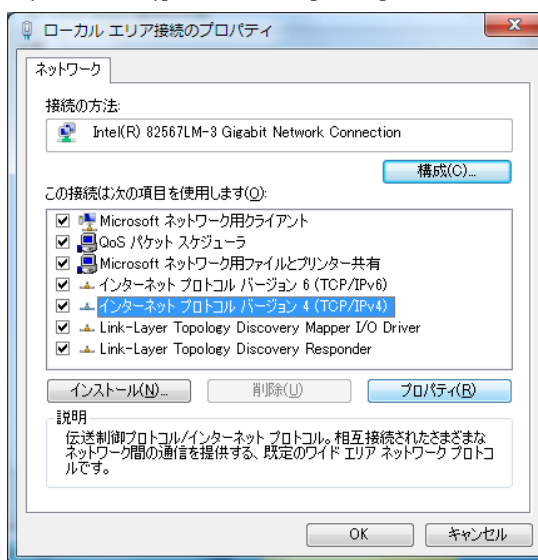 ローカル エリア接続のプロパティ
ネットワーク
接続の方法:
Intel(R) 82567LM-3 Gigabit Network Connection
構成(C)...
この接続は次の項目を使用します(O):
Microsoft ネットワーク用クライアント
QoS パケット スケジューラ
Microsoft ネットワーク用ファイルとプリンター共有
インターネット プロトコル バージョン 6 (TCP/IPv6)
インターネット プロトコル バージョン 4 (TCP/IPv4)
Link-Layer Topology Discovery Mapper I/O Driver
Link-Layer Topology Discovery Responder
インストール(N)... 削除(U) プロパティ(R)
説明
伝送制御プロトコル/インターネット プロトコル。相互接続されたさまざまな
ネットワーク間の通信を提供する、既定のワイド エリア ネットワーク プロトコ
ルです。
OK キャンセル